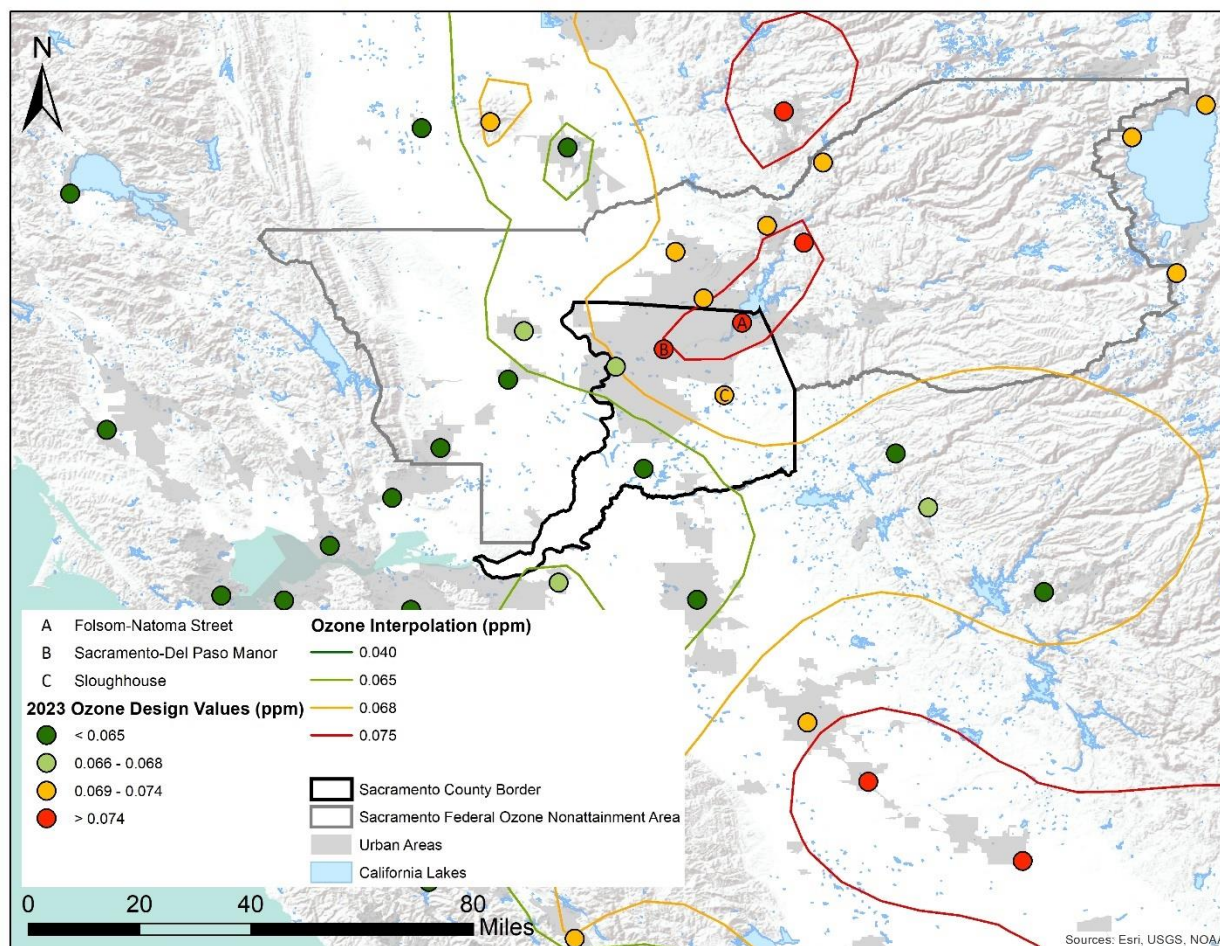 N
A
B
C
A Folsom-Natoma Street
B Sacramento-Del Paso Manor
C Sloughhouse
2023 Ozone Design Values (ppm)
< 0.065
0.066 - 0.068
0.069 - 0.074
> 0.074
Ozone Interpolation (ppm)
0.040
0.065
0.068
0.075
Sacramento County Border
Sacramento Federal Ozone Nonattainment Area
Urban Areas
California Lakes
0 20 40 80
Miles
Sources: Esri, USGS, NOA